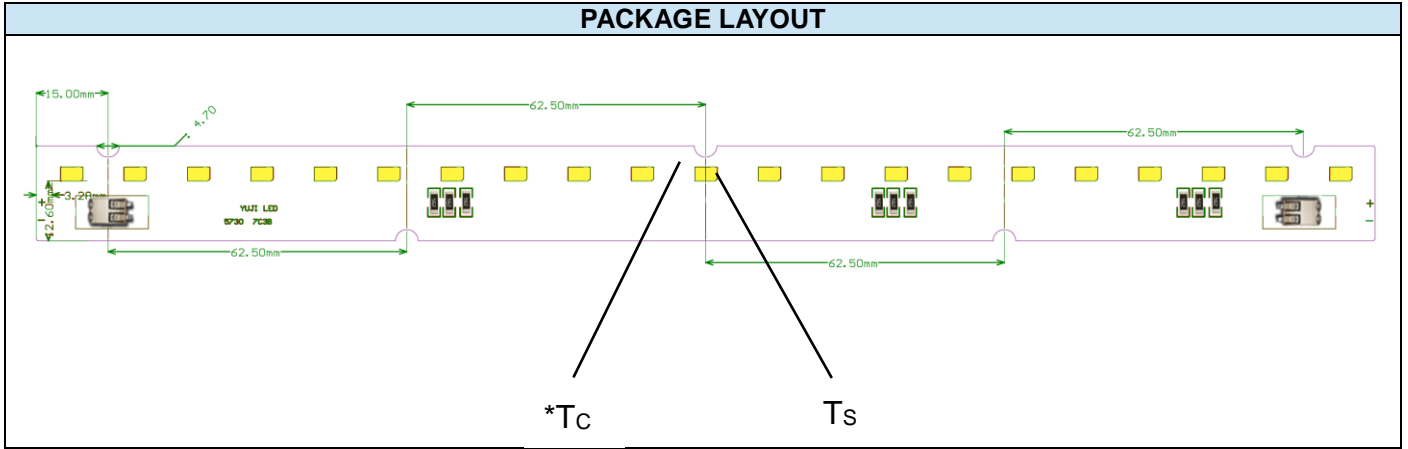 PACKAGE LAYOUT
15.00mm
4.70
62.50mm
62.50mm
3.20mm
+
-
12.60mm
YUJI LED
5730 7C3B
+
-
62.50mm
62.50mm
*Tc
Ts